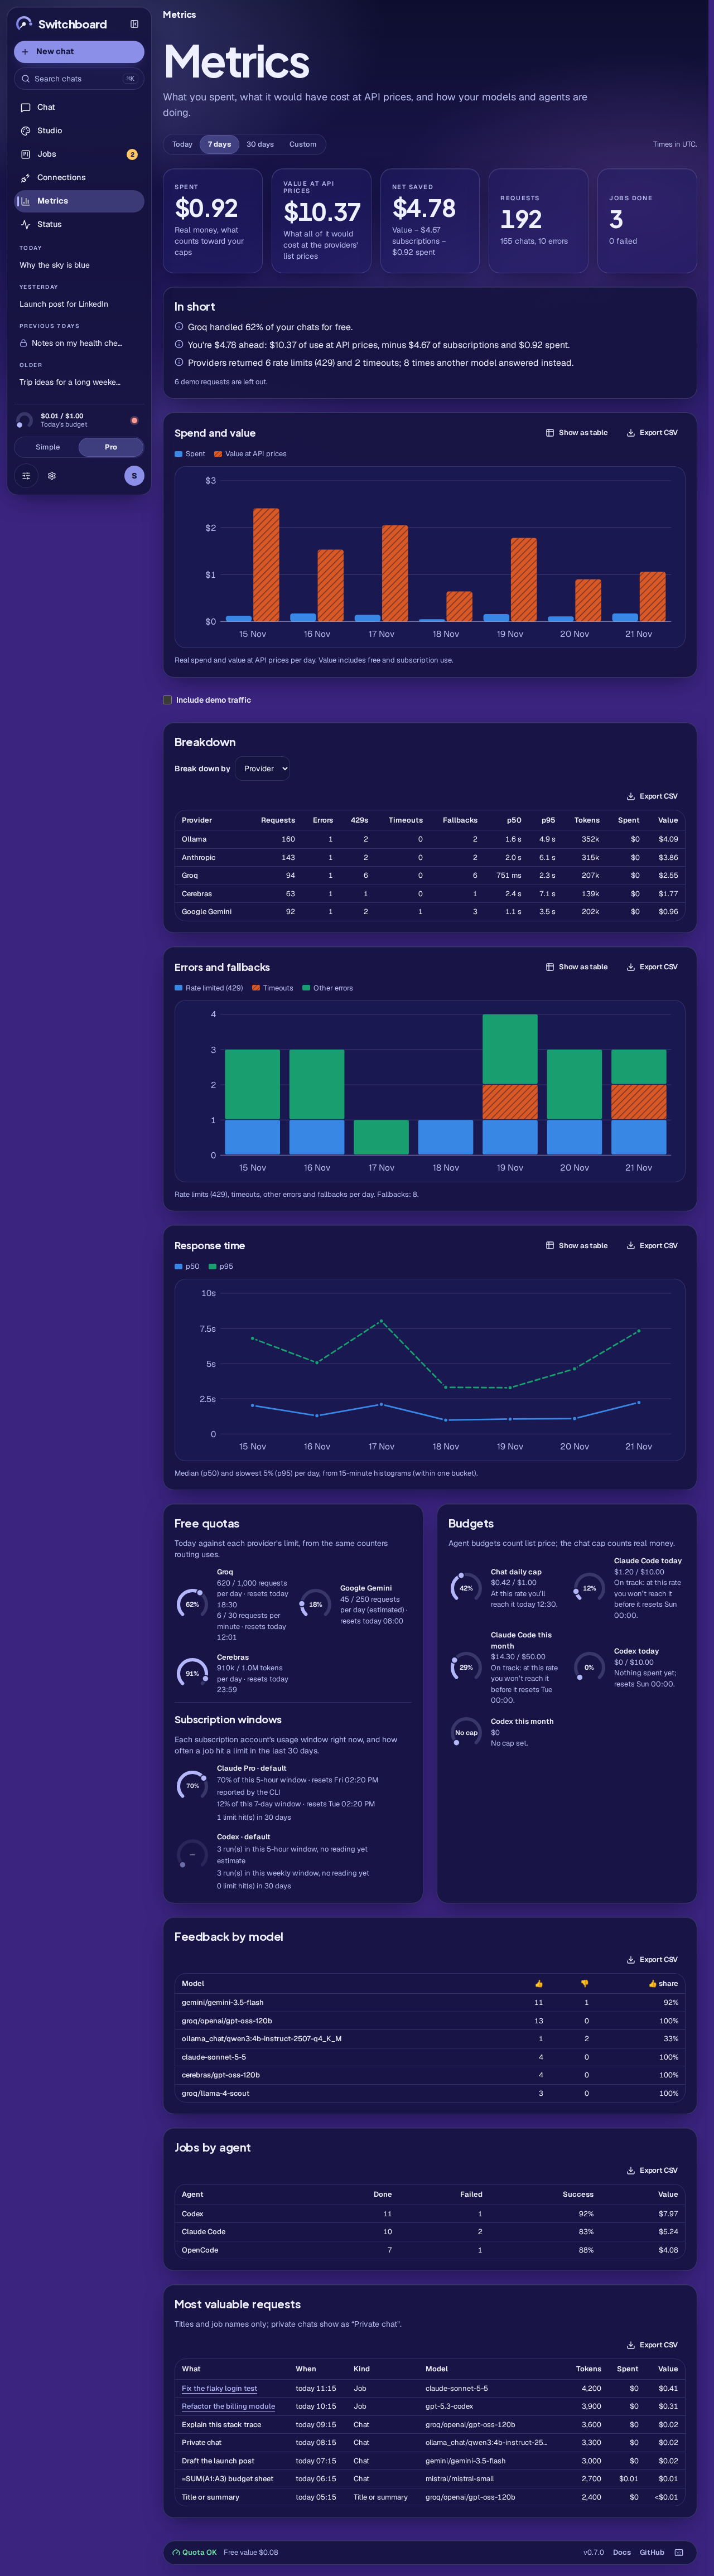 Switchboard
New chat
Search chats
⌘K
Chat
Studio
Jobs
2
Connections
Metrics
Status
TODAY
Why the sky is blue
YESTERDAY
Launch post for LinkedIn
PREVIOUS 7 DAYS
Notes on my health che...
OLDER
Trip ideas for a long weeke...
$0.01 / $1.00
Today's budget
Simple Pro
S
Metrics
Metrics
What you spent, what it would have cost at API prices, and how your models and agents are
doing.
Today 7 days 30 days Custom
Times in UTC.
SPENT
$0.92
Real money, what
counts toward your
caps
VALUE AT API
PRICES
$10.37
What all of it would
cost at the providers'
list prices
NET SAVED
$4.78
Value − $4.67
subscriptions −
$0.92 spent
REQUESTS
192
165 chats, 10 errors
JOBS DONE
3
0 failed
In short
Groq handled 62% of your chats for free.
You're $4.78 ahead: $10.37 of use at API prices, minus $4.67 of subscriptions and $0.92 spent.
Providers returned 6 rate limits (429) and 2 timeouts; 8 times another model answered instead.
6 demo requests are left out.
Spend and value
Show as table
Export CSV
Spent Value at API prices
$3
$2
$1
$0
15 Nov 16 Nov 17 Nov 18 Nov 19 Nov 20 Nov 21 Nov
Real spend and value at API prices per day. Value includes free and subscription use.
Include demo traffic
Breakdown
Break down by Provider
Export CSV
Provider Requests Errors 429s Timeouts Fallbacks p50 p95 Tokens Spent Value
Ollama 160 1 2 0 2 1.6 s 4.9 s 352k $0 $4.09
Anthropic 143 1 2 0 2 2.0 s 6.1 s 315k $0 $3.86
Groq 94 1 6 0 6 751 ms 2.3 s 207k $0 $2.55
Cerebras 63 1 1 0 1 2.4 s 7.1 s 139k $0 $1.77
Google Gemini 92 1 2 1 3 1.1 s 3.5 s 202k $0 $0.96
Errors and fallbacks
Show as table
Export CSV
Rate limited (429) Timeouts Other errors
4
3
2
1
0
15 Nov 16 Nov 17 Nov 18 Nov 19 Nov 20 Nov 21 Nov
Rate limits (429), timeouts, other errors and fallbacks per day. Fallbacks: 8.
Response time
Show as table
Export CSV
p50 p95
10s
7.5s
5s
2.5s
0
15 Nov 16 Nov 17 Nov 18 Nov 19 Nov 20 Nov 21 Nov
Median (p50) and slowest 5% (p95) per day, from 15-minute histograms (within one bucket).
Free quotas
Today against each provider's limit, from the same counters
routing uses.
62%
Groq
620 / 1,000 requests
per day · resets today
18:30
6 / 30 requests per
minute · resets today
12:01
18%
Google Gemini
45 / 250 requests
per day (estimated) ·
resets today 08:00
91%
Cerebras
910k / 1.0M tokens
per day · resets today
23:59
Subscription windows
Each subscription account's usage window right now, and how
often a job hit a limit in the last 30 days.
70%
Claude Pro · default
70% of this 5-hour window · resets Fri 02:20 PM
reported by the CLI
12% of this 7-day window · resets Tue 02:20 PM
1 limit hit(s) in 30 days
—
Codex · default
3 run(s) in this 5-hour window, no reading yet
estimate
3 run(s) in this weekly window, no reading yet
0 limit hit(s) in 30 days
Budgets
Agent budgets count list price; the chat cap counts real money.
42%
Chat daily cap
$0.42 / $1.00
At this rate you'll
reach it today 12:30.
12%
Claude Code today
$1.20 / $10.00
On track: at this rate
you won't reach it
before it resets Sun
00:00.
29%
Claude Code this
month
$14.30 / $50.00
On track: at this rate
you won't reach it
before it resets Tue
00:00.
0%
Codex today
$0 / $10.00
Nothing spent yet;
resets Sun 00:00.
No cap
Codex this month
$0
No cap set.
Feedback by model
Export CSV
Model 👍 👎 👍 share
gemini/gemini-3.5-flash 11 1 92%
groq/openai/gpt-oss-120b 13 0 100%
ollama_chat/qwen3:4b-instruct-2507-q4_K_M 1 2 33%
claude-sonnet-5-5 4 0 100%
cerebras/gpt-oss-120b 4 0 100%
groq/llama-4-scout 3 0 100%
Jobs by agent
Export CSV
Agent Done Failed Success Value
Codex 11 1 92% $7.97
Claude Code 10 2 83% $5.24
OpenCode 7 1 88% $4.08
Most valuable requests
Titles and job names only; private chats show as "Private chat".
Export CSV
What When Kind Model Tokens Spent Value
Fix the flaky login test today 11:15 Job claude-sonnet-5-5 4,200 $0 $0.41
Refactor the billing module today 10:15 Job gpt-5.3-codex 3,900 $0 $0.31
Explain this stack trace today 09:15 Chat groq/openai/gpt-oss-120b 3,600 $0 $0.02
Private chat today 08:15 Chat ollama_chat/qwen3:4b-instruct-25... 3,300 $0 $0.02
Draft the launch post today 07:15 Chat gemini/gemini-3.5-flash 3,000 $0 $0.02
=SUM(A1:A3) budget sheet today 06:15 Chat mistral/mistral-small 2,700 $0.01 $0.01
Title or summary today 05:15 Title or summary groq/openai/gpt-oss-120b 2,400 $0 <$0.01
Quota OK Free value $0.08
v0.7.0 Docs GitHub